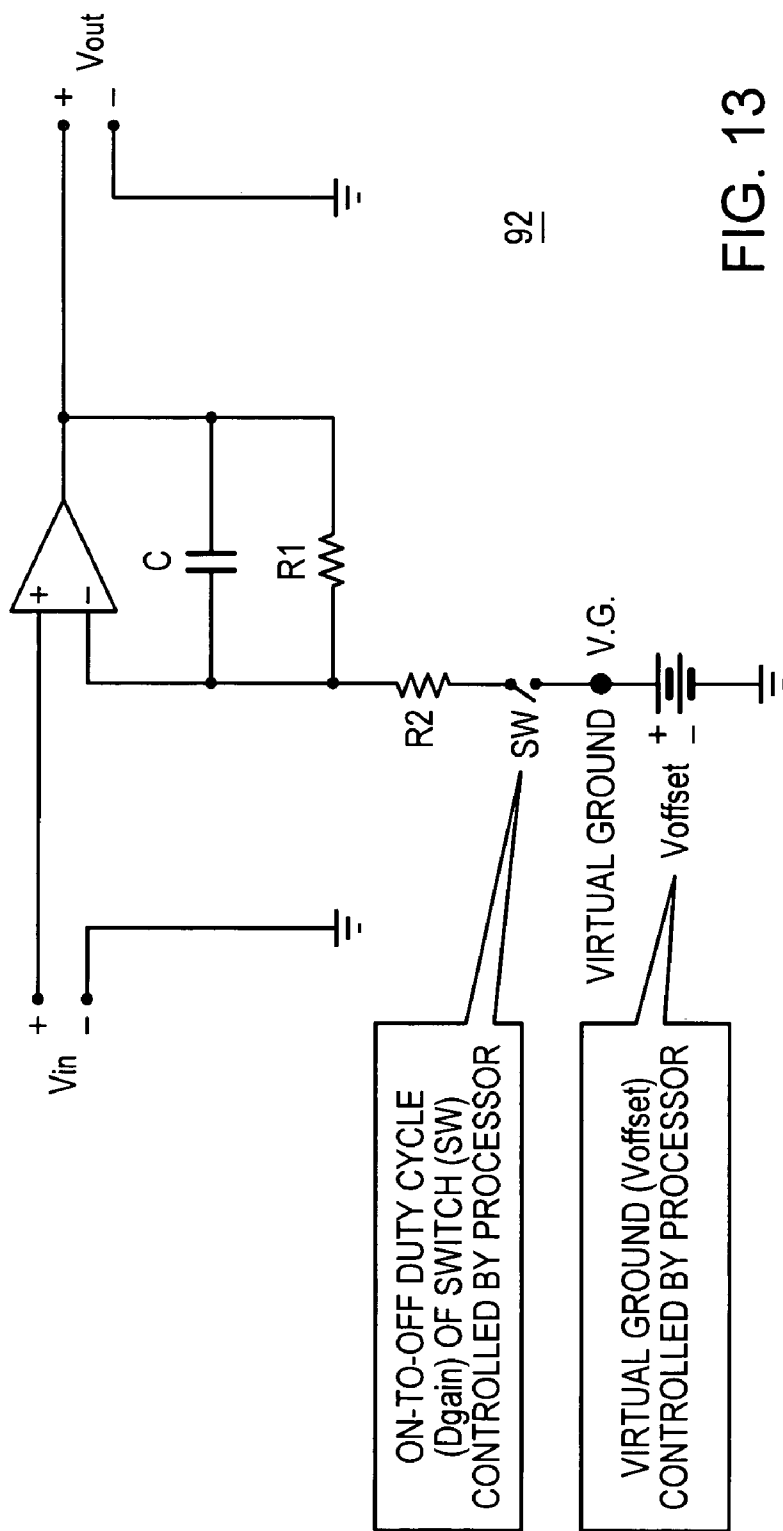 +
Vin
−
+
−
+
Vout
−
C
R1
R2
SW
VIRTUAL GROUND
V.G.
+
Voffset
−
ON-TO-OFF DUTY CYCLE
(Dgain) OF SWITCH (SW)
CONTROLLED BY PROCESSOR
VIRTUAL GROUND (Voffset)
CONTROLLED BY PROCESSOR
92
FIG. 13